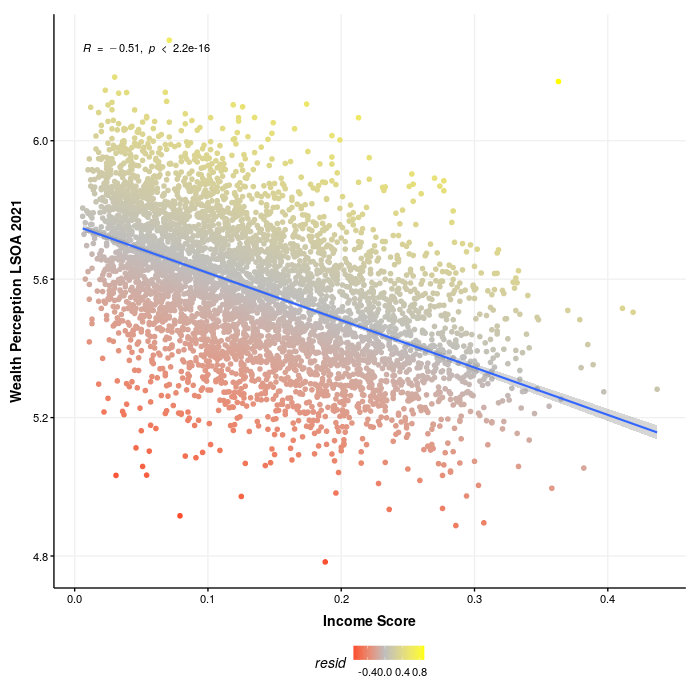 R = −0.51, p < 2.2e-16
Wealth Perception LSOA 2021
6.0
5.6
5.2
4.8
0.0 0.1 0.2 0.3 0.4
Income Score
resid
-0.40.0 0.4 0.8